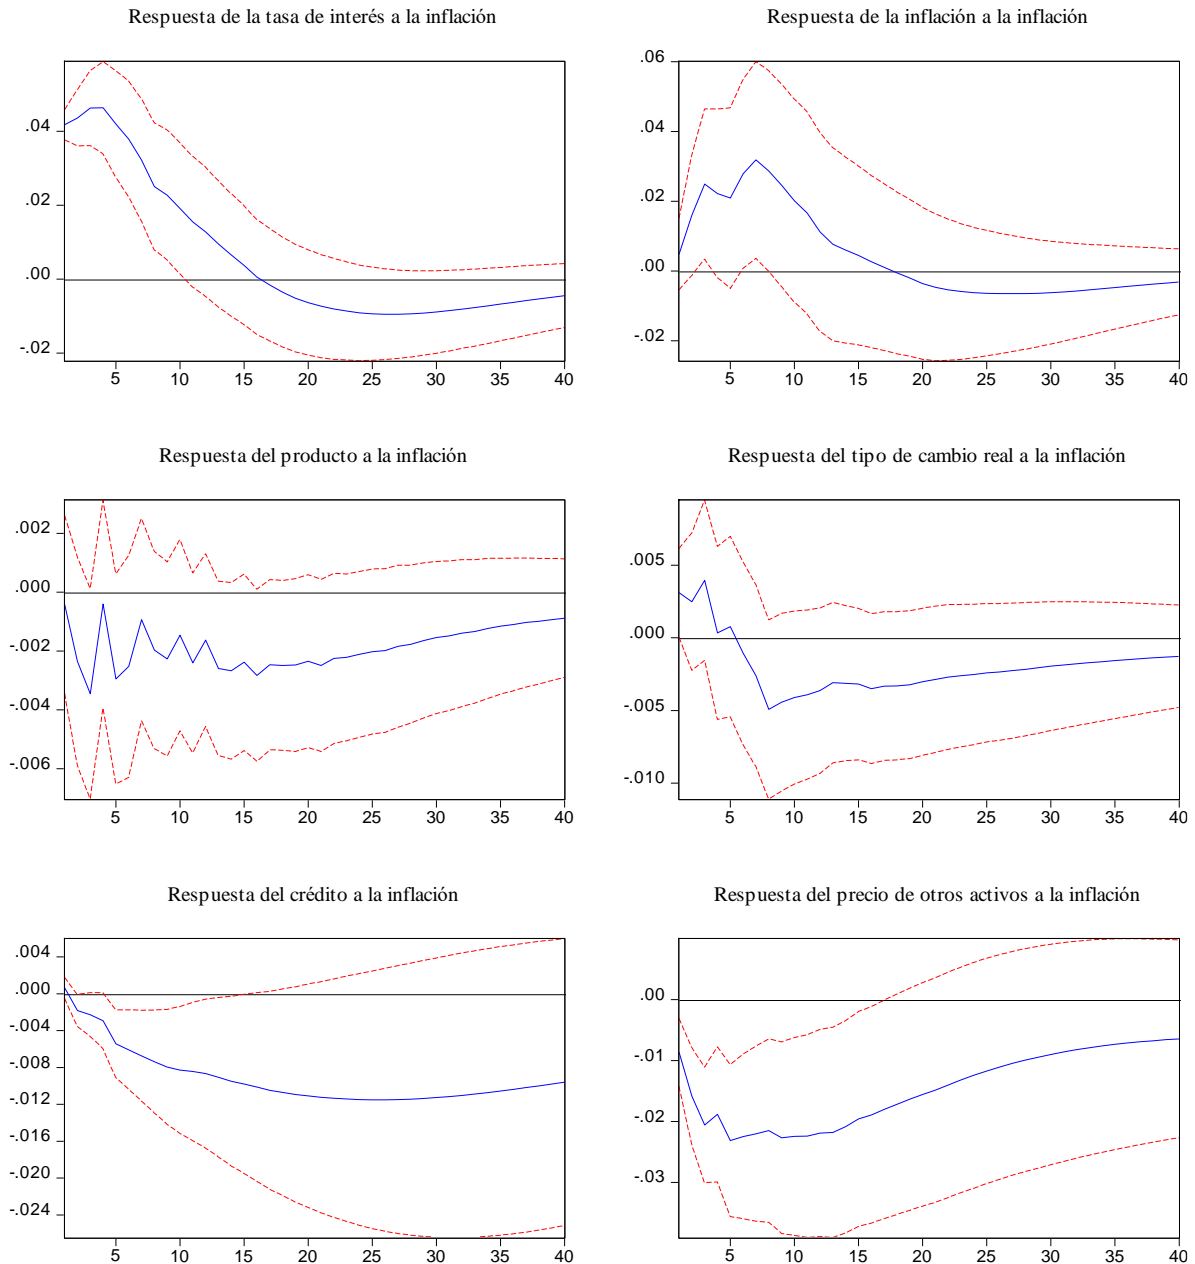 Respuesta de la tasa de interés a la inflación
.04
.02
.00
-.02
5 10 15 20 25 30 35 40
Respuesta de la inflación a la inflación
.06
.04
.02
.00
-.02
5 10 15 20 25 30 35 40
Respuesta del producto a la inflación
.002
.000
-.002
-.004
-.006
5 10 15 20 25 30 35 40
Respuesta del tipo de cambio real a la inflación
.005
.000
-.005
-.010
5 10 15 20 25 30 35 40
Respuesta del crédito a la inflación
.004
.000
-.004
-.008
-.012
-.016
-.020
-.024
5 10 15 20 25 30 35 40
Respuesta del precio de otros activos a la inflación
.00
-.01
-.02
-.03
5 10 15 20 25 30 35 40